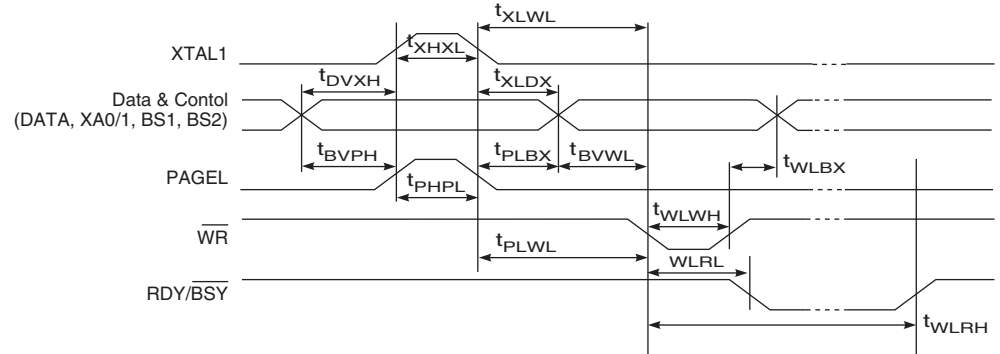 tXLWL
XTAL1
tXHXL
tDVXH
tXLDX
Data & Contol
(DATA, XA0/1, BS1, BS2)
tBVPH
tPLBX
tBVWL
tWLBX
PAGEL
tPHPL
WR
tWLWH
tPLWL
WLRL
RDY/BSY
tWLRH